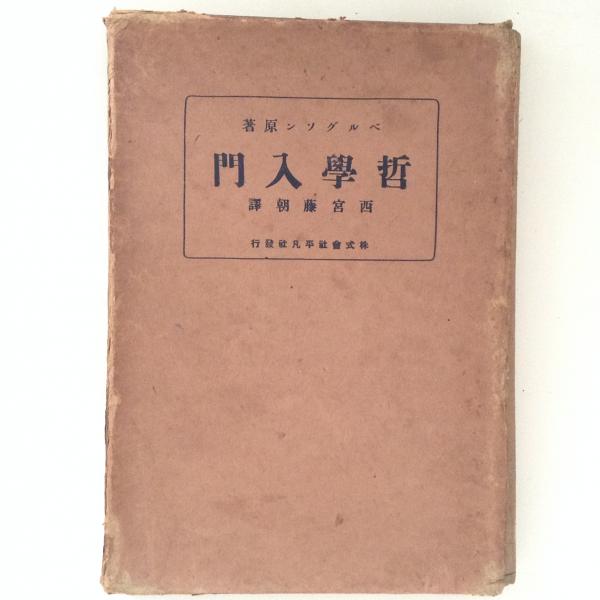 ベルグソン原著
哲學入門
西宮藤朝譯
株式會社平凡社發行